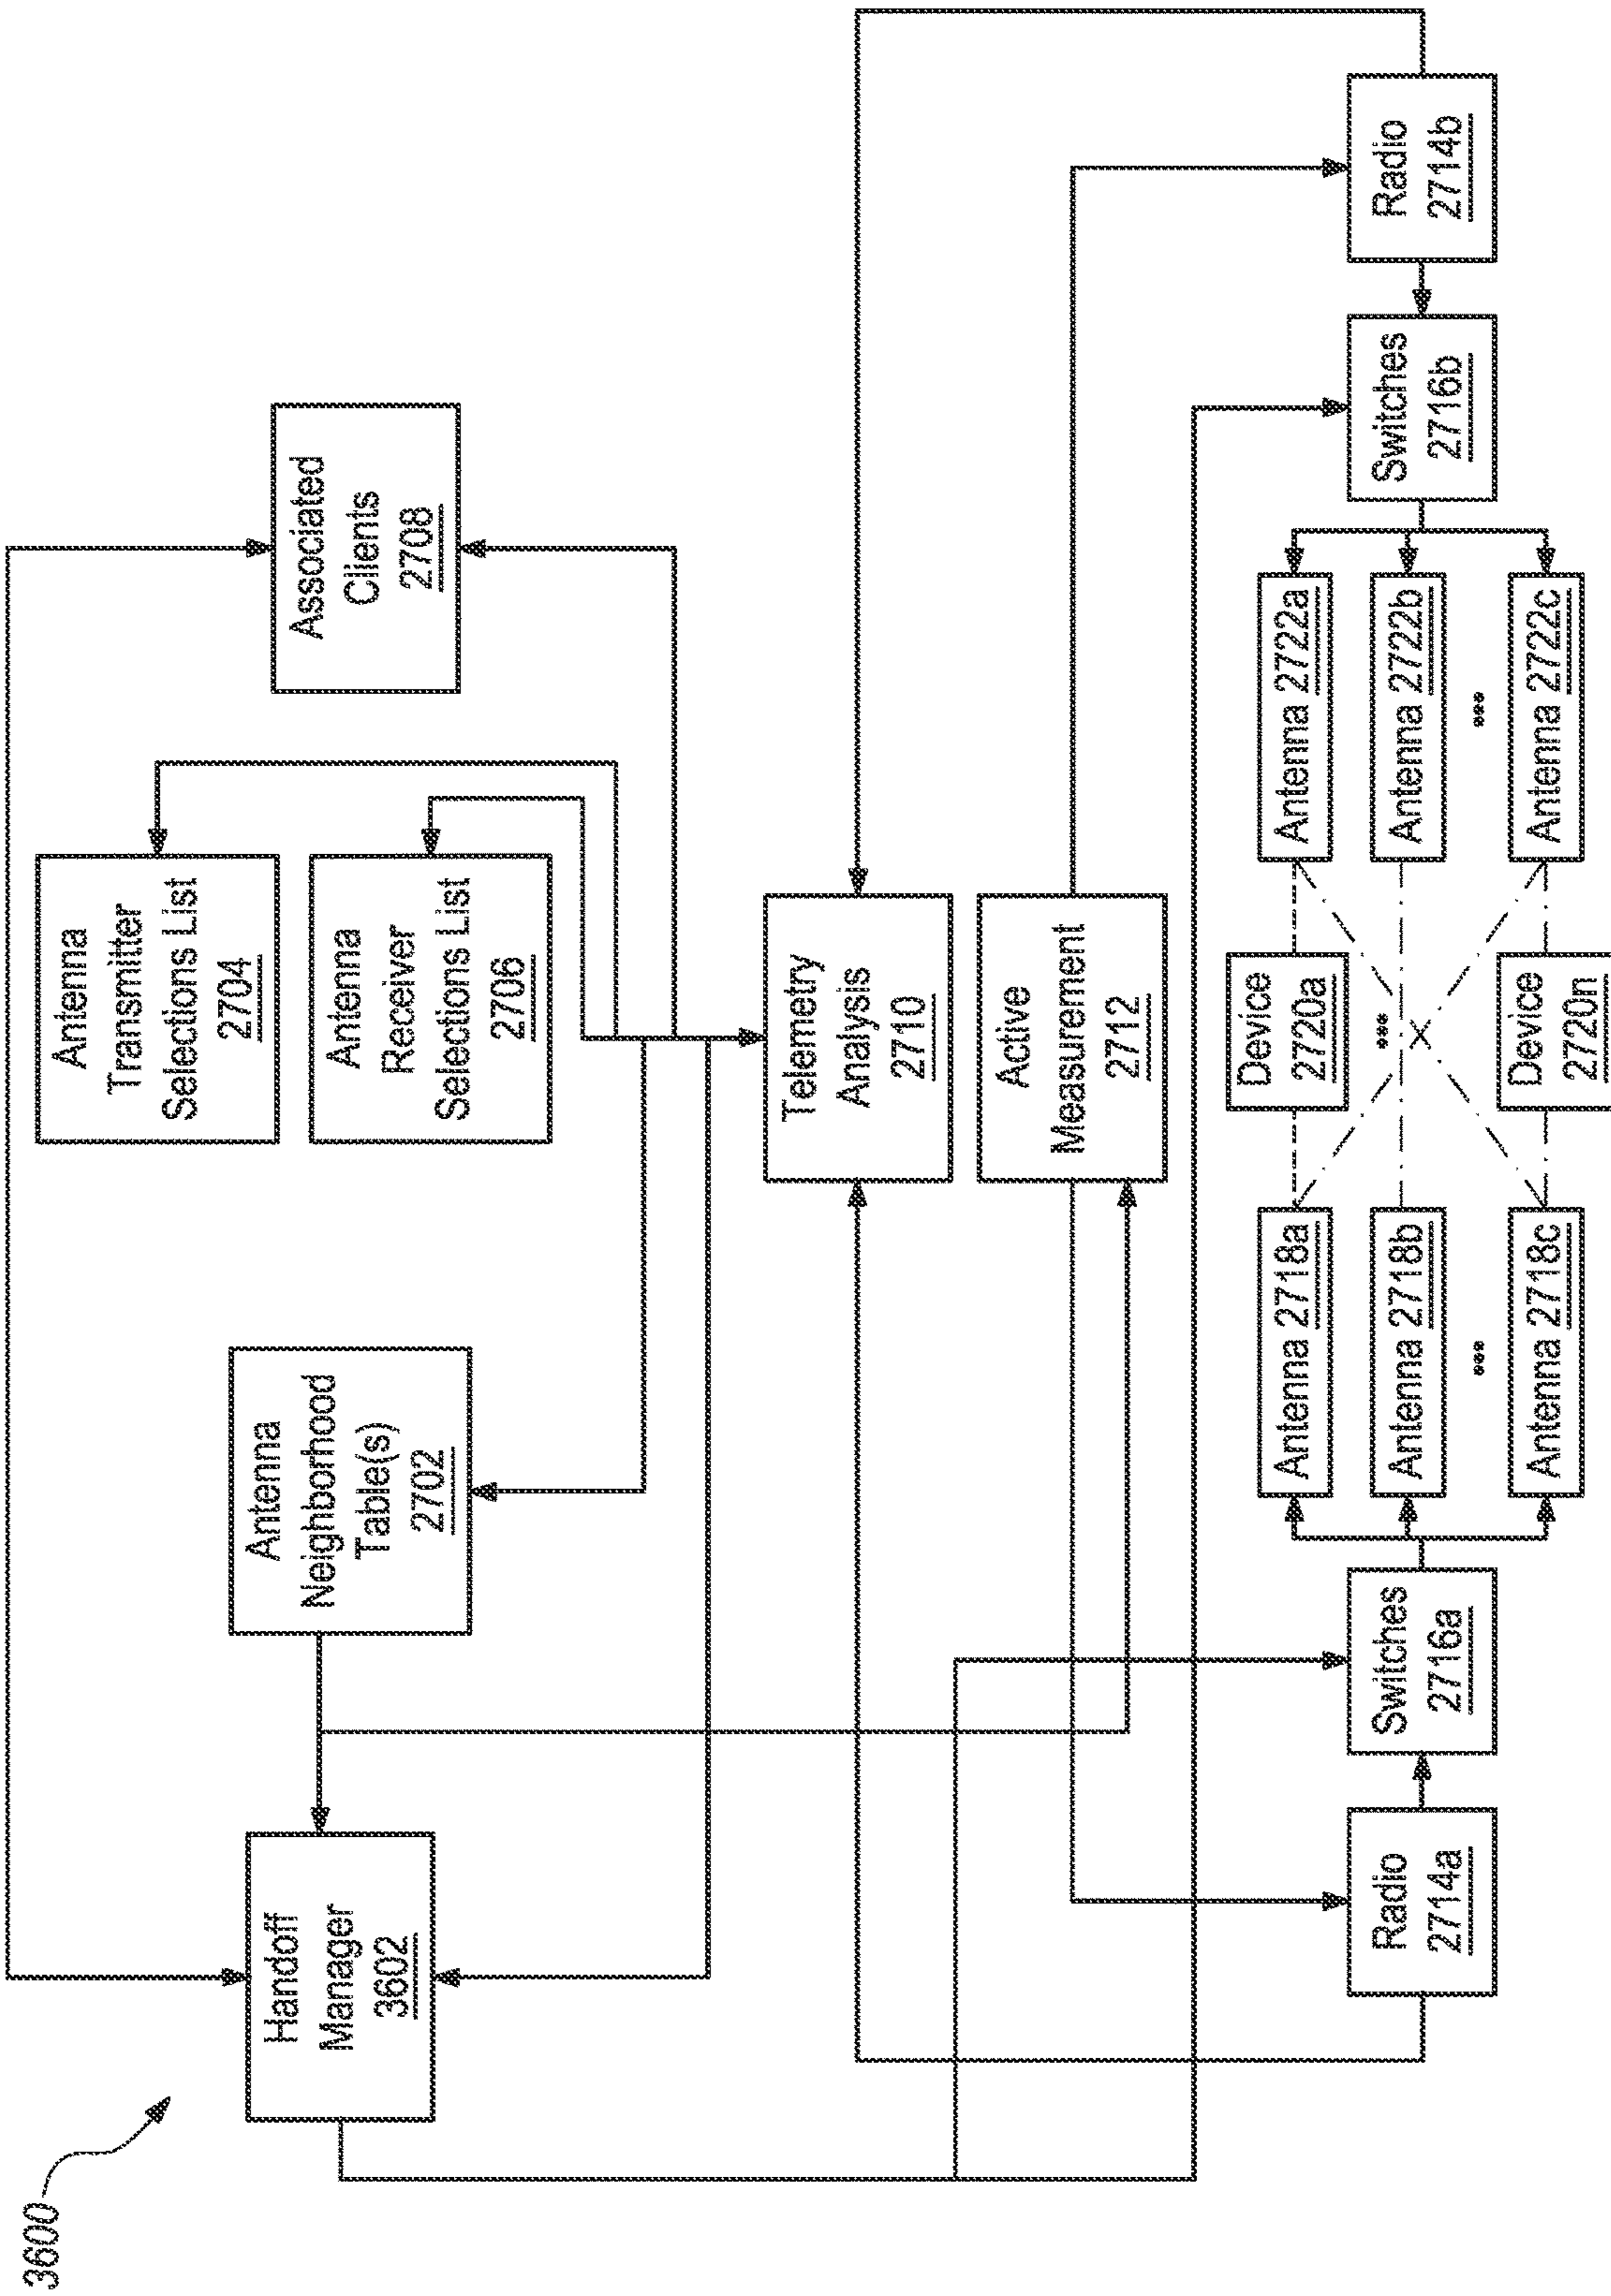 3600
Handoff
Manager
3602
Antenna
Neighborhood
Table(s)
2702
Antenna
Transmitter
Selections List
2704
Antenna
Receiver
Selections List
2706
Associated
Clients
2708
Telemetry
Analysis
2710
Active
Measurement
2712
Radio
2714a
Switches
2716a
Antenna 2718a
Antenna 2718b
•••
Antenna 2718c
Device
2720a
•••
Device
2720n
Antenna 2722a
Antenna 2722b
•••
Antenna 2722c
Switches
2716b
Radio
2714b